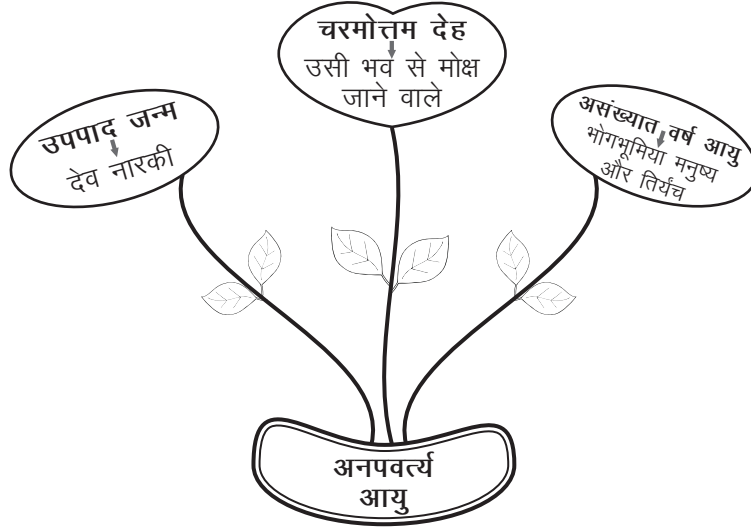 चरमोत्तम देह
उसी भव से मोक्ष
जाने वाले
उपपाद जन्म
देव नारकी
असंख्यात वर्ष आयु
भोगभूमिया मनुष्य
और तिर्यंच
अनपवर्त्य
आयु